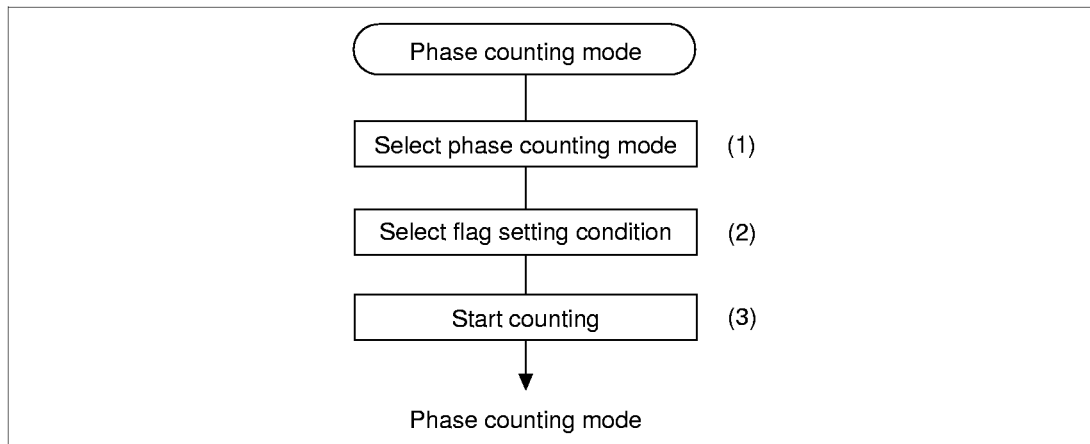 Phase counting mode
Select phase counting mode (1)
Select flag setting condition (2)
Start counting (3)
Phase counting mode